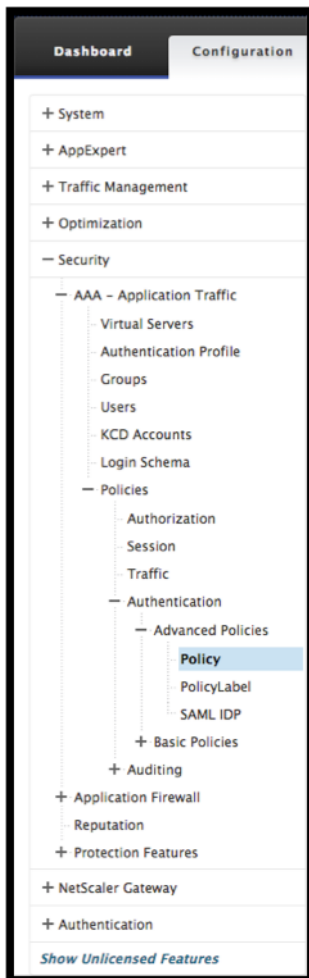 Dashboard Configuration
+ System
+ AppExpert
+ Traffic Management
+ Optimization
− Security
− AAA – Application Traffic
Virtual Servers
Authentication Profile
Groups
Users
KCD Accounts
Login Schema
− Policies
Authorization
Session
Traffic
− Authentication
− Advanced Policies
Policy
PolicyLabel
SAML IDP
+ Basic Policies
+ Auditing
+ Application Firewall
Reputation
+ Protection Features
+ NetScaler Gateway
+ Authentication
Show Unlicensed Features